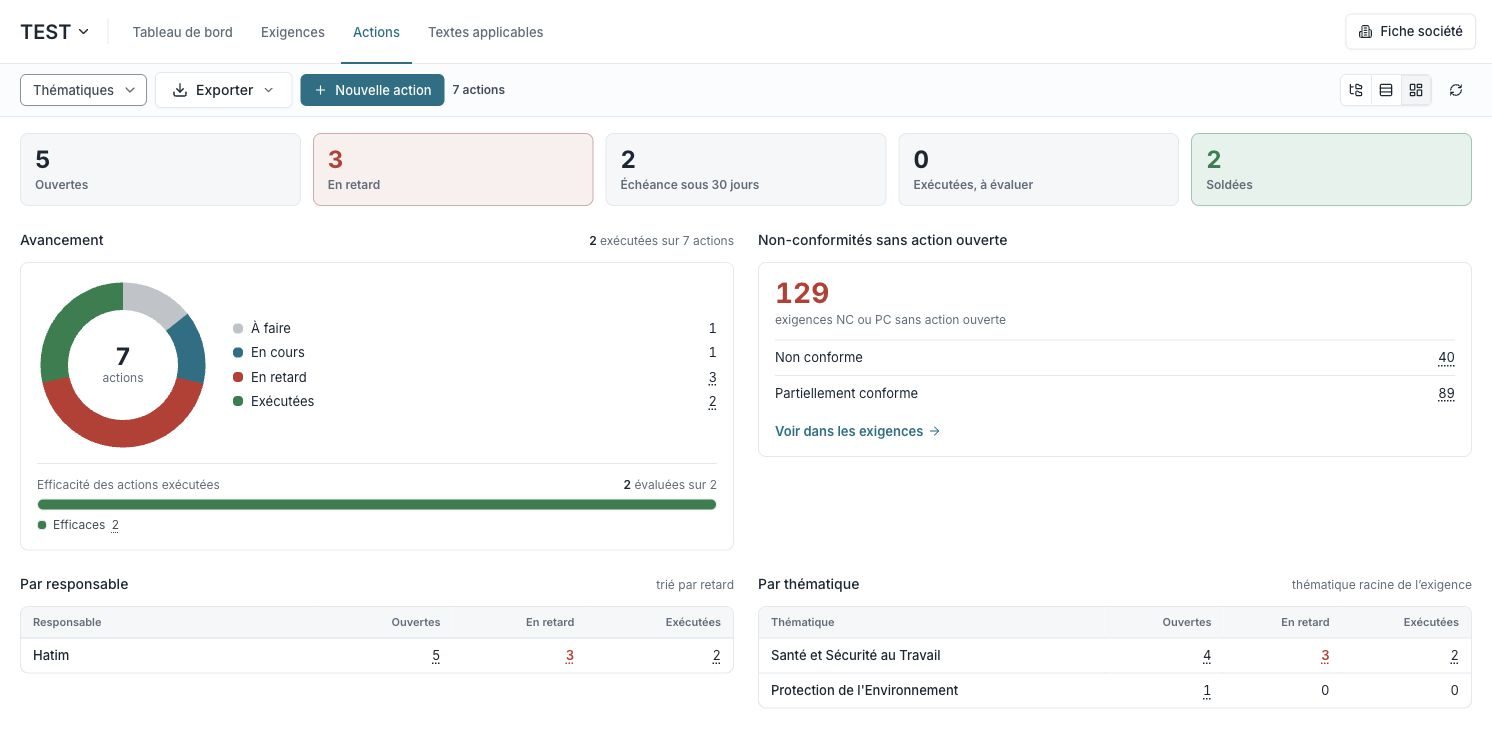 TEST
Tableau de bord
Exigences
Actions
Textes applicables
Fiche société
Thématiques
Exporter
+ Nouvelle action
7 actions
5
Ouvertes
3
En retard
2
Échéance sous 30 jours
0
Exécutées, à évaluer
2
Soldées
Avancement
2 exécutées sur 7 actions
7
actions
À faire 1
En cours 1
En retard 3
Exécutées 2
Efficacité des actions exécutées
2 évaluées sur 2
Efficaces 2
Non-conformités sans action ouverte
129
exigences NC ou PC sans action ouverte
Non conforme 40
Partiellement conforme 89
Voir dans les exigences →
Par responsable
trié par retard
Responsable Ouvertes En retard Exécutées
Hatim 5 3 2
Par thématique
thématique racine de l’exigence
Thématique Ouvertes En retard Exécutées
Santé et Sécurité au Travail 4 3 2
Protection de l'Environnement 1 0 0